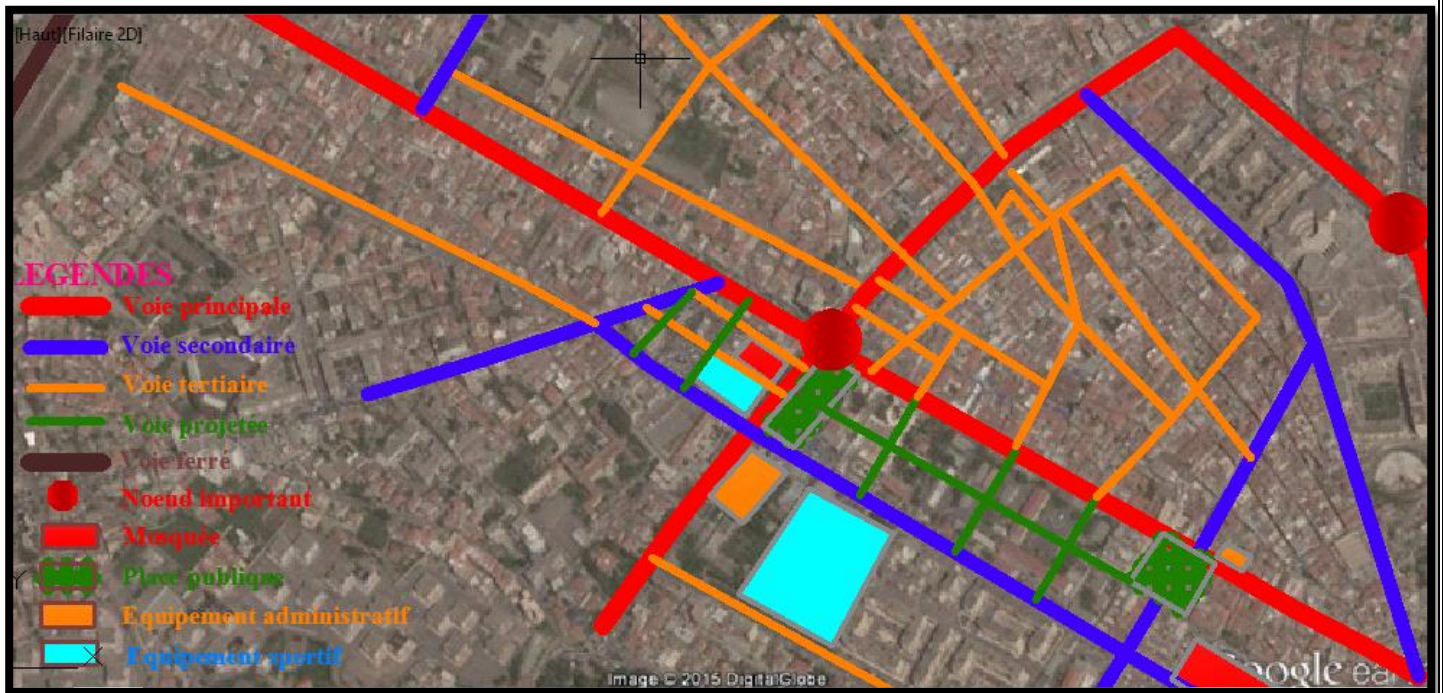 [Haut][Filaire 2D]
LEGENDES
Voie principale
Voie secondaire
Voie tertiaire
Voie projetée
Voie ferré
Noeud important
Mosquée
Place publique
Equipement administratif
Equipement sportif
Y
X
Image © 2015 DigitalGlobe
Google ea